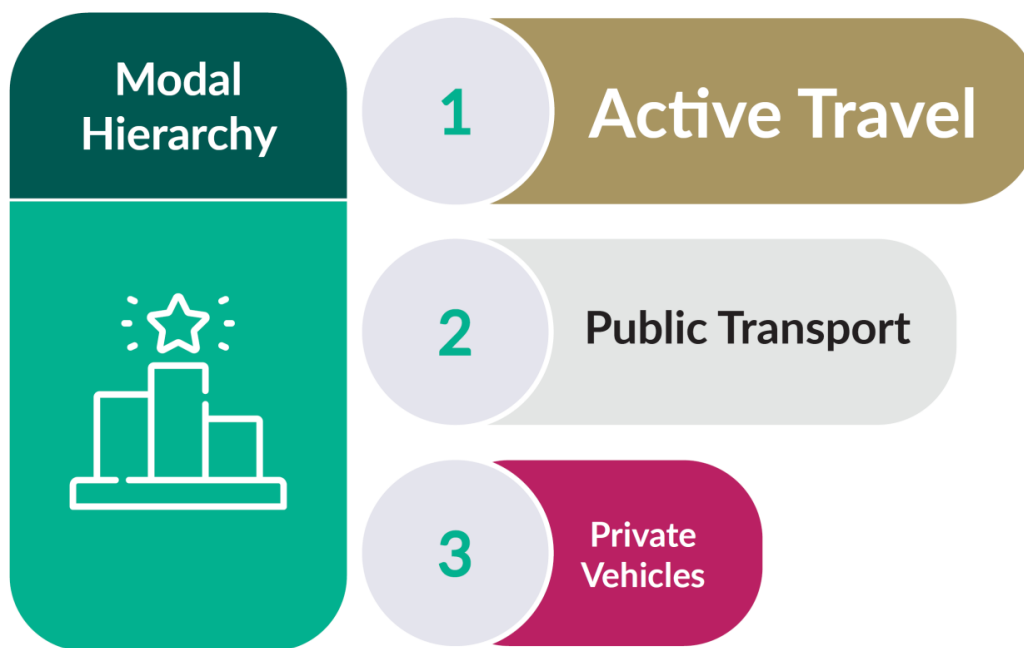 Modal
Hierarchy
1
Active Travel
2
Public Transport
3
Private
Vehicles